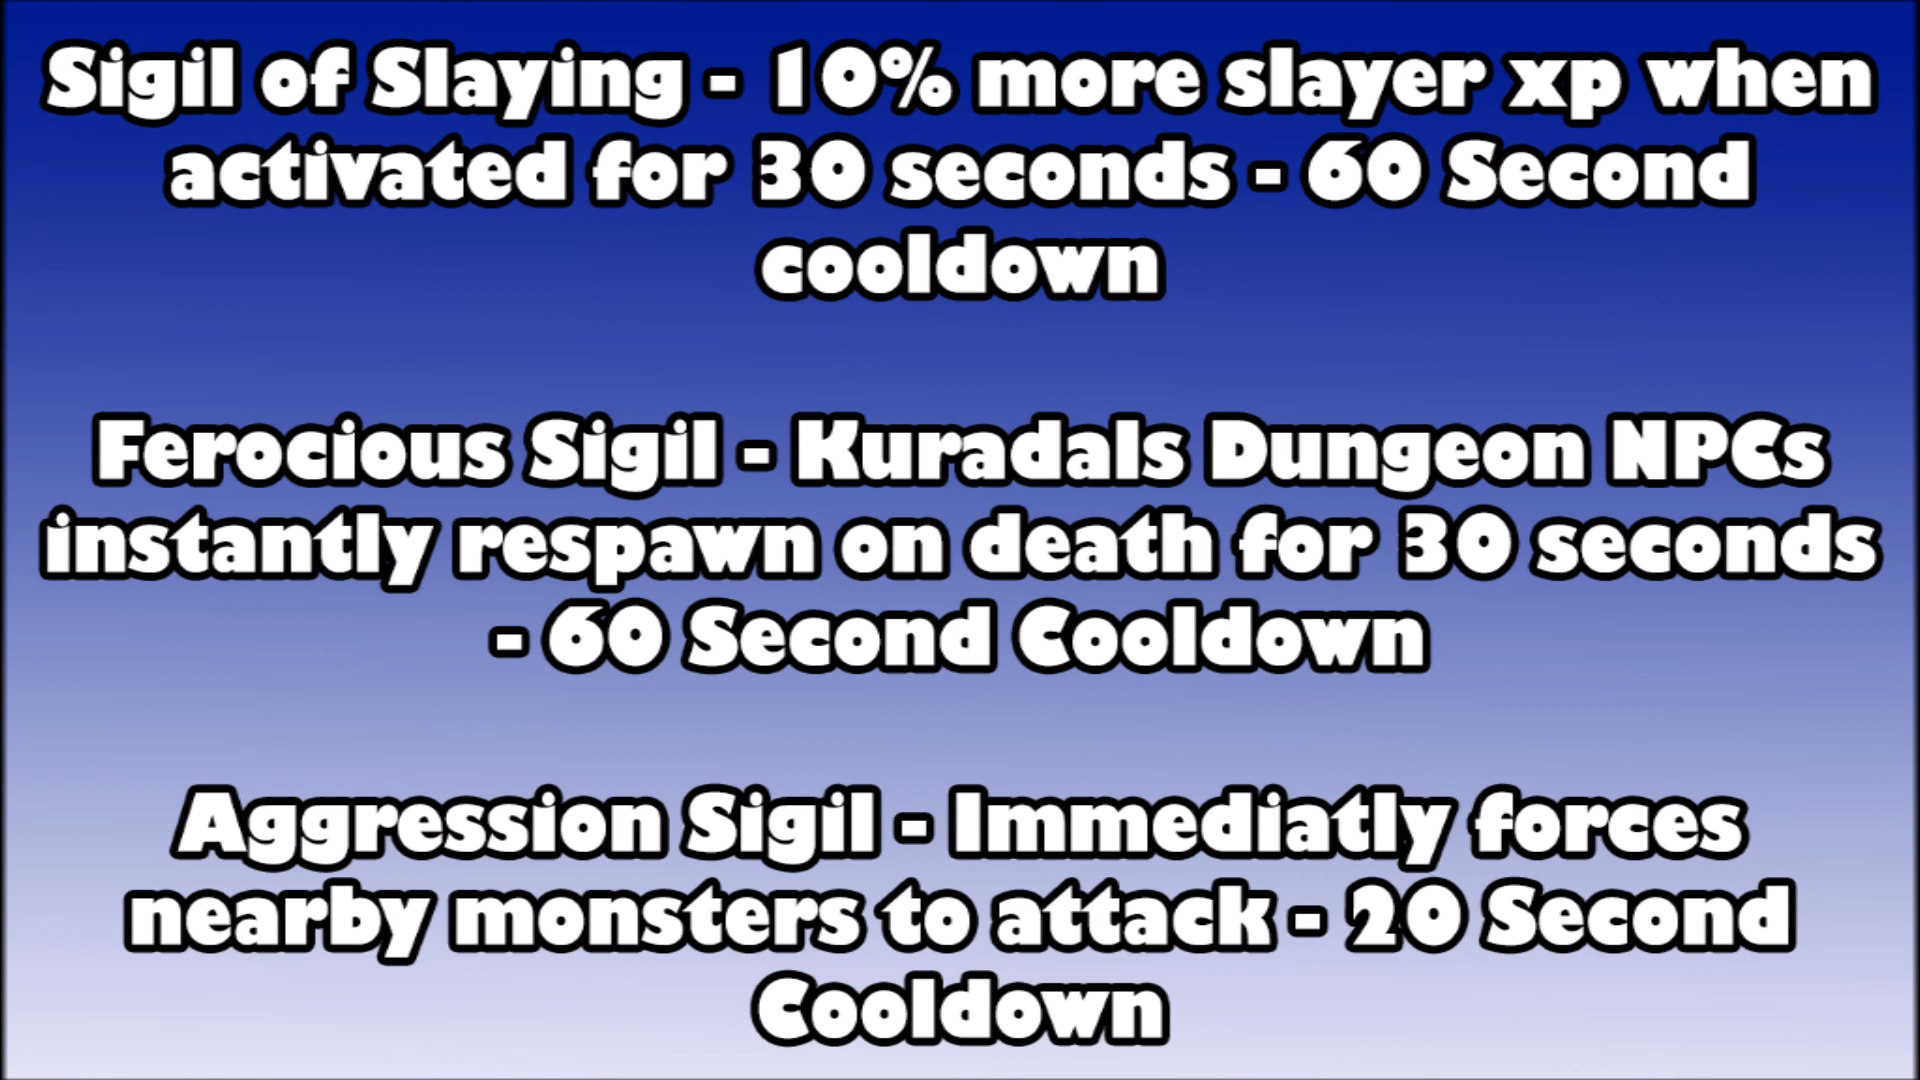 Sigil of Slaying - 10% more slayer xp when
activated for 30 seconds - 60 Second
cooldown
Ferocious Sigil - Kuradals Dungeon NPCs
instantly respawn on death for 30 seconds
- 60 Second Cooldown
Aggression Sigil - Immediatly forces
nearby monsters to attack - 20 Second
Cooldown